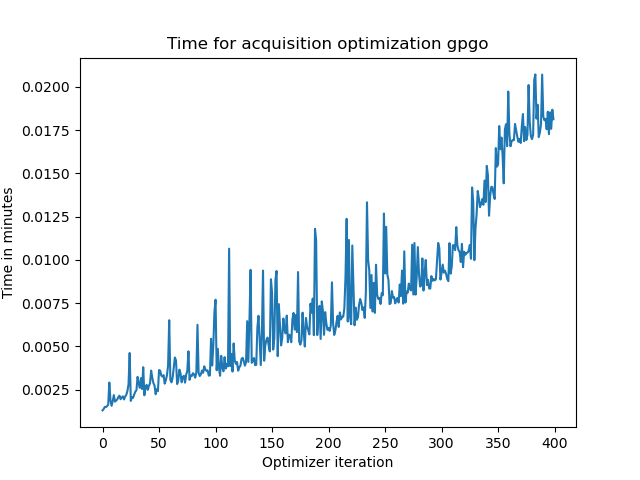 Time for acquisition optimization gpgo
Time in minutes
0.0200
0.0175
0.0150
0.0125
0.0100
0.0075
0.0050
0.0025
0 50 100 150 200 250 300 350 400
Optimizer iteration